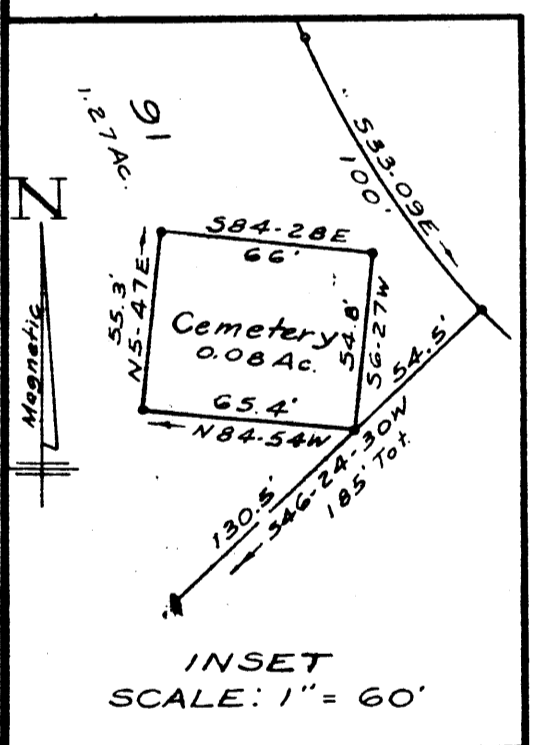 91
1.27 Ac.
N
Magnetic
S33-09E
100'
S84-28E
66'
N5-47E
55.3'
Cemetery
0.08 Ac.
54.8'
S6-27W
65.4'
N84-54W
54.5'
130.5'
S46-24-30W
185' Tot.
INSET
SCALE: 1" = 60'